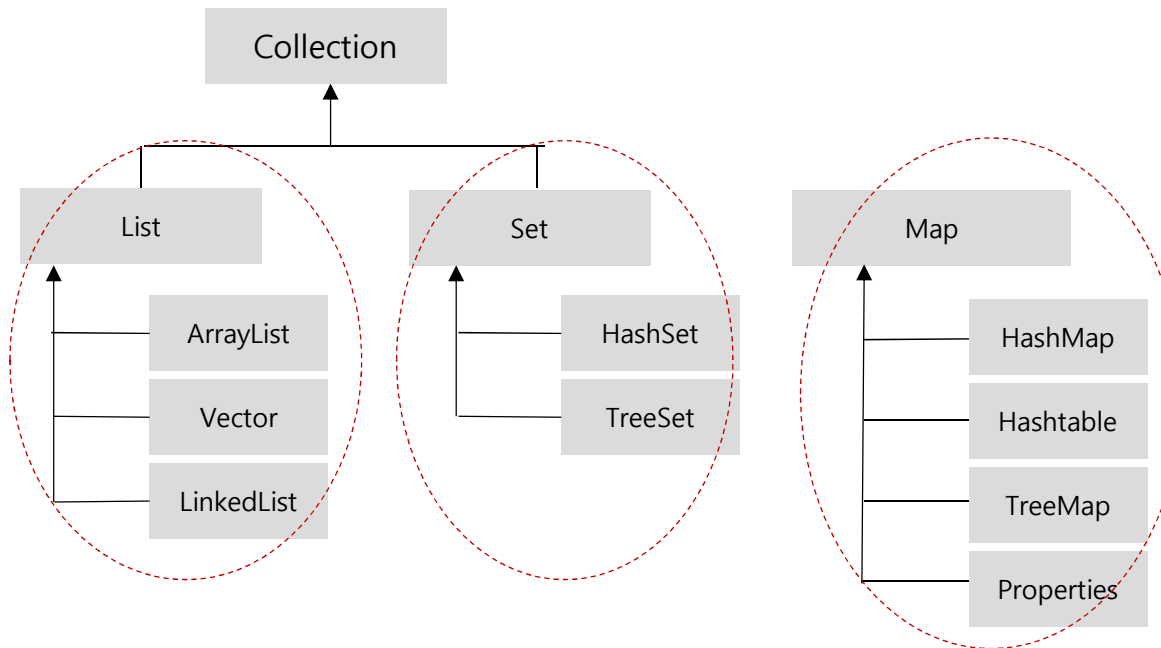 Collection
List
Set
Map
ArrayList
Vector
LinkedList
HashSet
TreeSet
HashMap
Hashtable
TreeMap
Properties